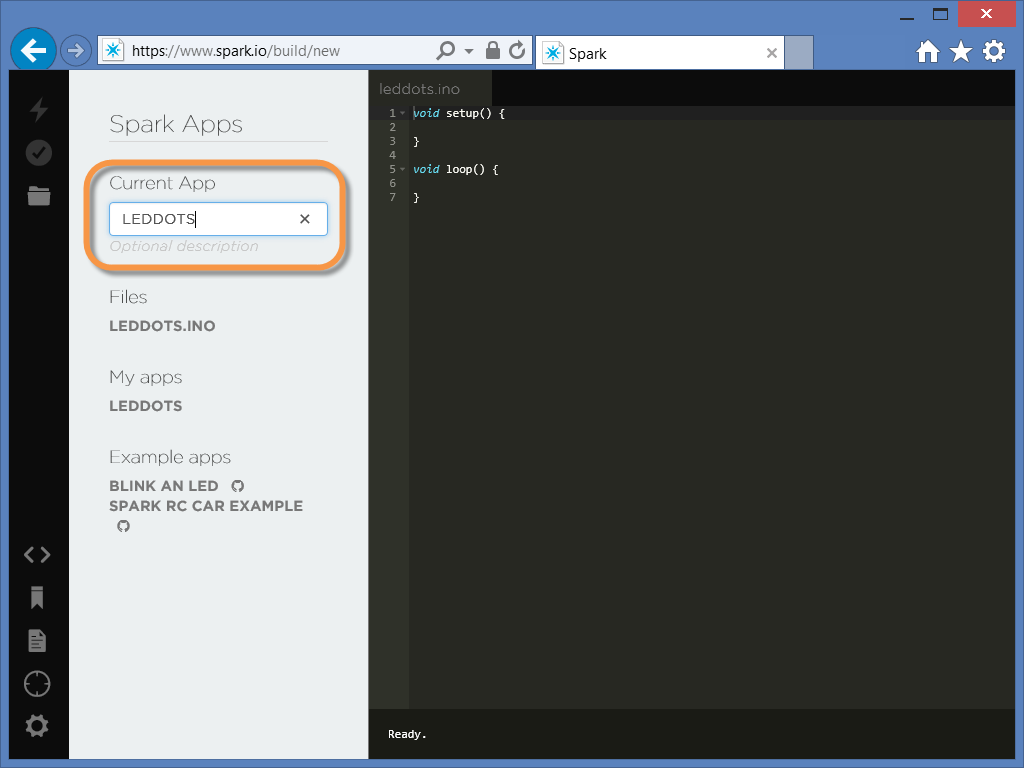 https://www.spark.io/build/new
Spark
Spark Apps
Current App
LEDDOTS
Optional description
Files
LEDDOTS.INO
My apps
LEDDOTS
Example apps
BLINK AN LED
SPARK RC CAR EXAMPLE
leddots.ino
1 void setup() {
2
3 }
4
5 void loop() {
6
7 }
Ready.